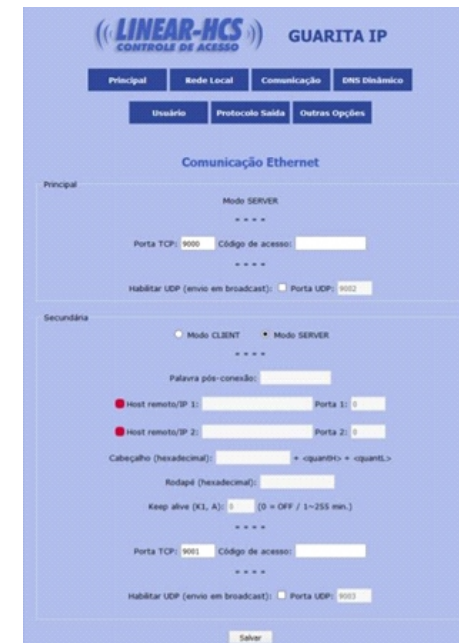 LINEAR-HCS
CONTROLE DE ACESSO
GUARITA IP
Principal Rede Local Comunicação DNS Dinâmico
Usuário Protocolo Saída Outras Opções
Comunicação Ethernet
Principal
Modo SERVER
* * * *
Porta TCP: 9000 Código de acesso:
* * * *
Habilitar UDP (envio em broadcast): Porta UDP: 9002
Secundária
Modo CLIENT Modo SERVER
* * * *
Palavra pós-conexão:
Host remoto/IP 1: Porta 1: 0
Host remoto/IP 2: Porta 2: 0
Cabeçalho (hexadecimal): + <quantH> + <quantL>
Rodapé (hexadecimal):
Keep alive (K1, A): 0 (0 = OFF / 1~255 min.)
* * * *
Porta TCP: 9001 Código de acesso:
* * * *
Habilitar UDP (envio em broadcast): Porta UDP: 9003
Salvar